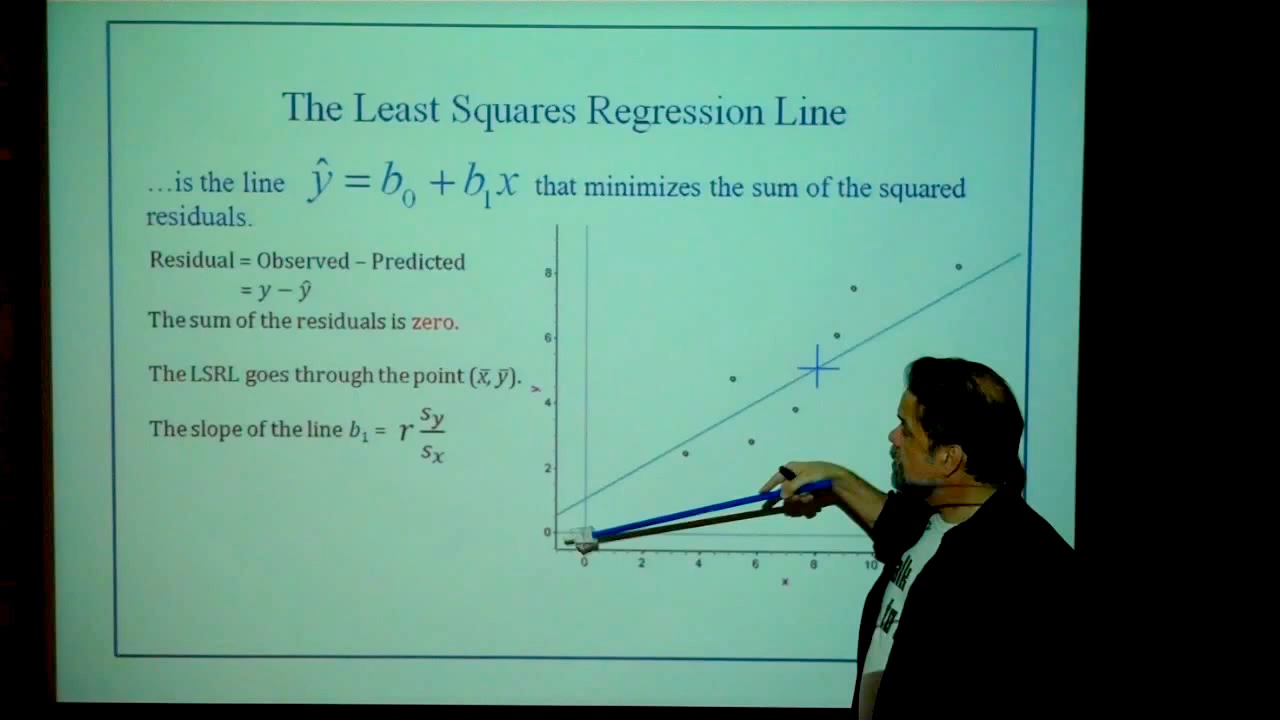 The Least Squares Regression Line
…is the line ŷ = b₀ + b₁x that minimizes the sum of the squared
residuals.
Residual = Observed − Predicted
= y − ŷ
The sum of the residuals is zero.
The LSRL goes through the point (x̄, ȳ).
The slope of the line b₁ = r s_y / s_x
8
6
4
2
0
y
0 2 4 6 8 10
x